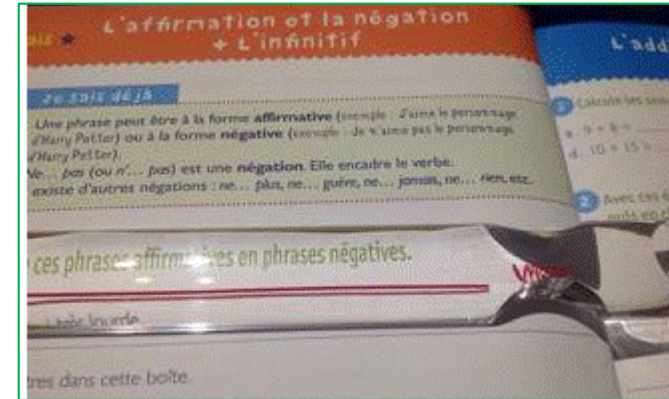 L'affirmation et la négation
+ L'infinitif
L'add
Je sais déjà
Une phrase peut être à la forme affirmative (exemple : J'aime le personnage
d'Harry Potter) ou à la forme négative (exemple : Je n'aime pas le personnage
d'Harry Potter).
Ne... pas (ou n'... pas) est une négation. Elle encadre le verbe.
existe d'autres négations : ne... plus, ne... guère, ne... jamais, ne... rien, etc.
ces phrases affirmatives en phrases négatives.
très lourde
tres dans cette boîte.
1 Calcule les
a. 9 + 8 =
d. 10 + 15 =
2 Avec ces